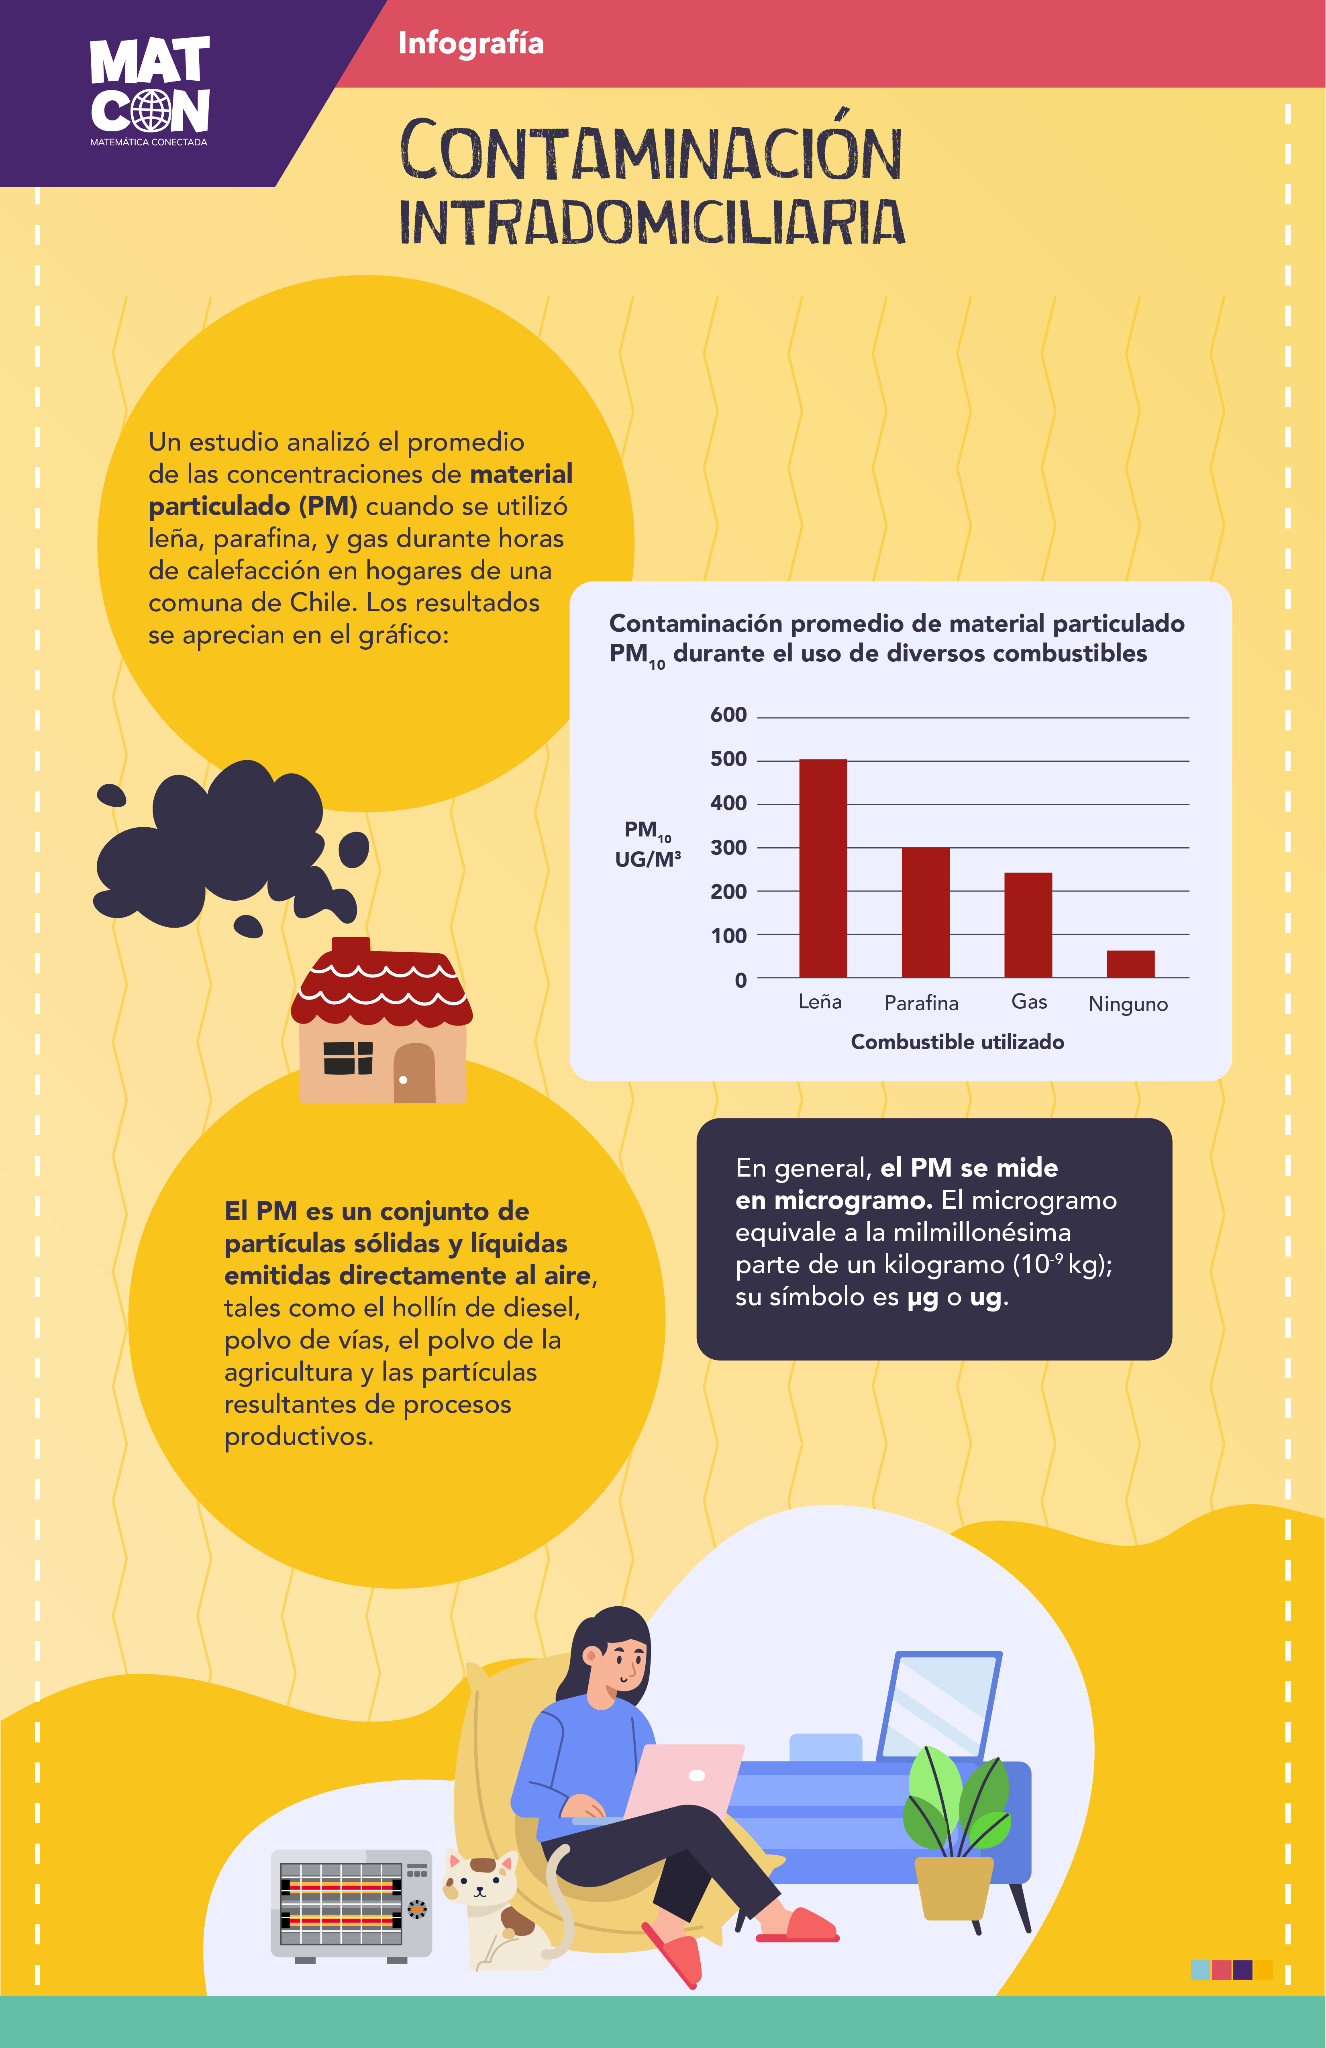 MAT
CON
MATEMÁTICA CONECTADA
Infografía
CONTAMINACIÓN
INTRADOMICILIARIA
Un estudio analizó el promedio
de las concentraciones de material
particulado (PM) cuando se utilizó
leña, parafina, y gas durante horas
de calefacción en hogares de una
comuna de Chile. Los resultados
se aprecian en el gráfico:
Contaminación promedio de material particulado
PM₁₀ durante el uso de diversos combustibles
600
500
400
300
200
100
0
PM₁₀
UG/M³
Leña Parafina Gas Ninguno
Combustible utilizado
El PM es un conjunto de
partículas sólidas y líquidas
emitidas directamente al aire,
tales como el hollín de diesel,
polvo de vías, el polvo de la
agricultura y las partículas
resultantes de procesos
productivos.
En general, el PM se mide
en microgramo. El microgramo
equivale a la milmillonésima
parte de un kilogramo (10⁻⁹ kg);
su símbolo es µg o ug.